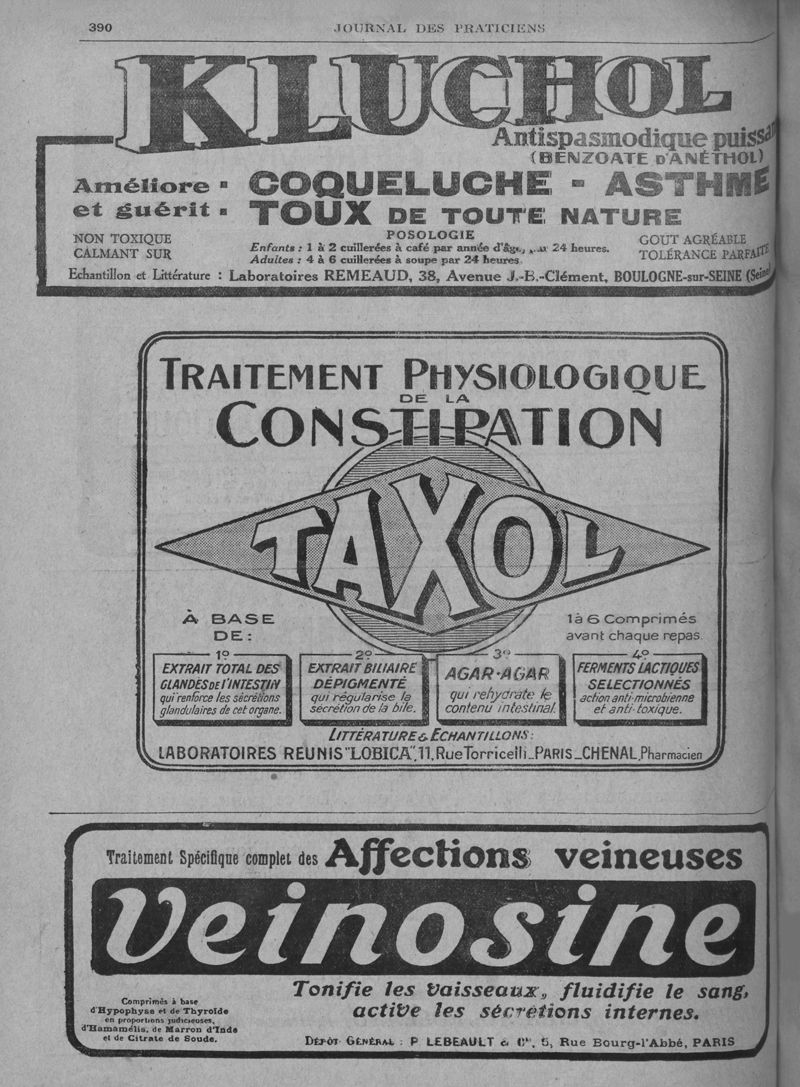 390
JOURNAL DES PRATICIENS
KLUCHOL
Antispasmodique
(BENZOATE D'ANÉTHOL)
Améliore ▪ COQUELUCHE - ASTHME
et guérit ▪ TOUX DE TOUTE NATURE
NON TOXIQUE
CALMANT SUR
POSOLOGIE
Enfants : 1 à 2 cuillerées à café par année d'âge, 24 heures.
Adultes : 4 à 6 cuillerées à soupe par 24 heures.
GOUT AGRÉABLE
TOLÉRANCE PARFAITE
Echantillon et Littérature : Laboratoires REMEAUD, 38, Avenue J.-B.-Clément, BOULOGNE-sur-SEINE (Seine)
TRAITEMENT PHYSIOLOGIQUE
DE LA
CONSTIPATION
TAXOL
À BASE
DE:
1 à 6 Comprimés
avant chaque repas.
1º
EXTRAIT TOTAL DES
GLANDES DE L'INTESTIN
qui renforce les sécrétions
glandulaires de cet organe.
2º
EXTRAIT BILIAIRE
DÉPIGMENTÉ
qui régularise la
sécrétion de la bile.
3º
AGAR-AGAR
qui rehydrate le
contenu intestinal.
4º
FERMENTS LACTIQUES
SELECTIONNÉS
action anti-microbienne
et anti-toxique.
LITTÉRATURE & ECHANTILLONS:
LABORATOIRES REUNIS "LOBICA", 11, Rue Torricelli_PARIS_CHENAL, Pharmacien
Traitement Spécifique complet des Affections veineuses
Veinosine
Comprimés à base
d'Hypophyse et de Thyroïde
en proportions judicieuses,
d'Hamamélis, de Marron d'Inde
et de Citrate de Soude.
Tonifie les Vaisseaux, fluidifie le sang,
active les sécrétions internes.
DÉPÔT GÉNÉRAL : P. LEBEAULT & Cie, 5, Rue Bourg-l'Abbé, PARIS